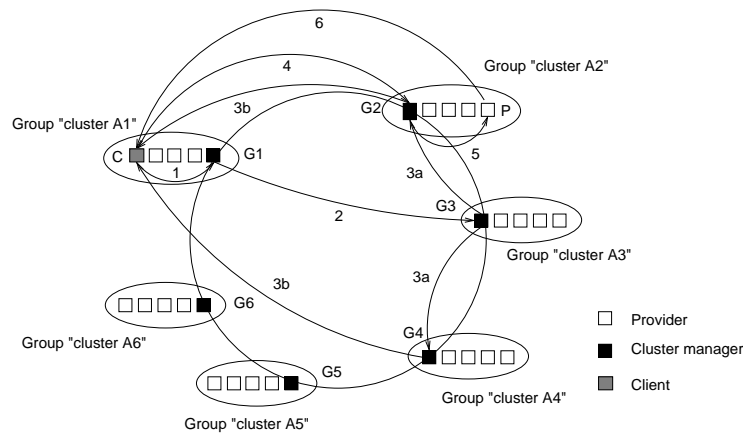 6
4
Group "cluster A2"
3b
G2
P
Group "cluster A1"
C
G1
1
5
3a
2
G3
Group "cluster A3"
3b
3a
G6
G4
Provider
Group "cluster A6"
Cluster manager
G5
Group "cluster A4"
Client
Group "cluster A5"